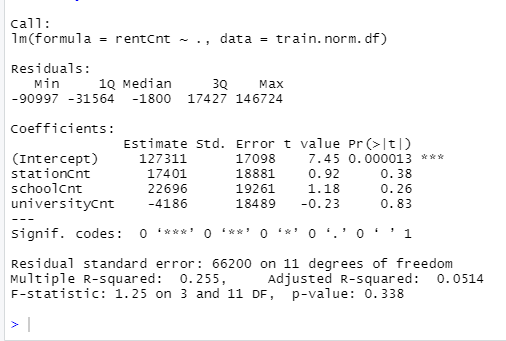 Call:
lm(formula = rentCnt ~ ., data = train.norm.df)
Residuals:
Min 1Q Median 3Q Max
-90997 -31564 -1800 17427 146724
Coefficients:
Estimate Std. Error t value Pr(>|t|)
(Intercept) 127311 17098 7.45 0.000013 ***
stationCnt 17401 18881 0.92 0.38
schoolCnt 22696 19261 1.18 0.26
universityCnt -4186 18489 -0.23 0.83
---
Signif. codes: 0 ‘***’ 0 ‘**’ 0 ‘*’ 0 ‘.’ 0 ‘ ’ 1
Residual standard error: 66200 on 11 degrees of freedom
Multiple R-squared: 0.255, Adjusted R-squared: 0.0514
F-statistic: 1.25 on 3 and 11 DF, p-value: 0.338
>